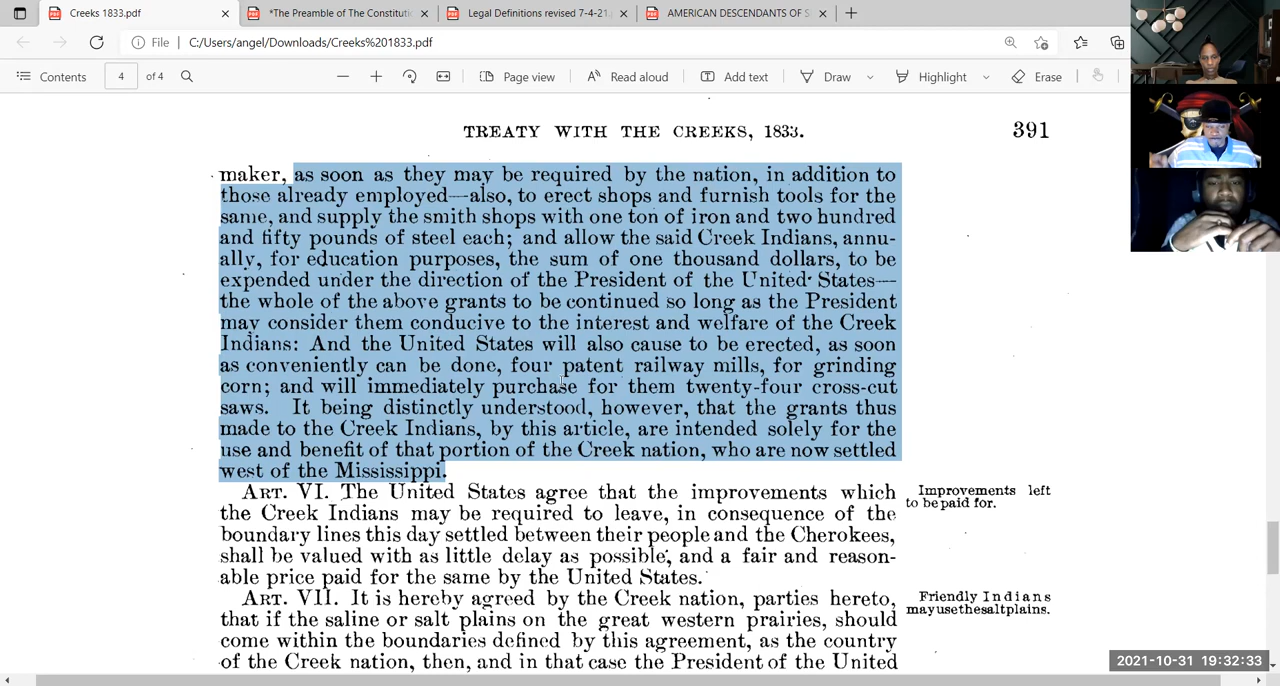 Creeks 1833.pdf
*The Preamble of The Constituti
Legal Definitions revised 7-4-21.
AMERICAN DESCENDANTS OF S
File
C:/Users/angel/Downloads/Creeks%201833.pdf
Contents
4
of 4
Page view
Read aloud
Add text
Draw
Highlight
Erase
TREATY WITH THE CREEKS, 1833.
391
maker, as soon as they may be required by the nation, in addition to
those already employed—also, to erect shops and furnish tools for the
same, and supply the smith shops with one ton of iron and two hundred
and fifty pounds of steel each; and allow the said Creek Indians, annu-
ally, for education purposes, the sum of one thousand dollars, to be
expended under the direction of the President of the United States—
the whole of the above grants to be continued so long as the President
may consider them conducive to the interest and welfare of the Creek
Indians: And the United States will also cause to be erected, as soon
as conveniently can be done, four patent railway mills, for grinding
corn; and will immediately purchase for them twenty-four cross-cut
saws. It being distinctly understood, however, that the grants thus
made to the Creek Indians, by this article, are intended solely for the
use and benefit of that portion of the Creek nation, who are now settled
west of the Mississippi.
ART. VI. The United States agree that the improvements which
the Creek Indians may be required to leave, in consequence of the
boundary lines this day settled between their people and the Cherokees,
shall be valued with as little delay as possible, and a fair and reason-
able price paid for the same by the United States.
Improvements left
to be paid for.
ART. VII. It is hereby agreed by the Creek nation, parties hereto,
that if the saline or salt plains on the great western prairies, should
come within the boundaries defined by this agreement, as the country
of the Creek nation, then, and in that case the President of the United
Friendly Indians
may use the salt plains.
2021-10-31 19:32:33